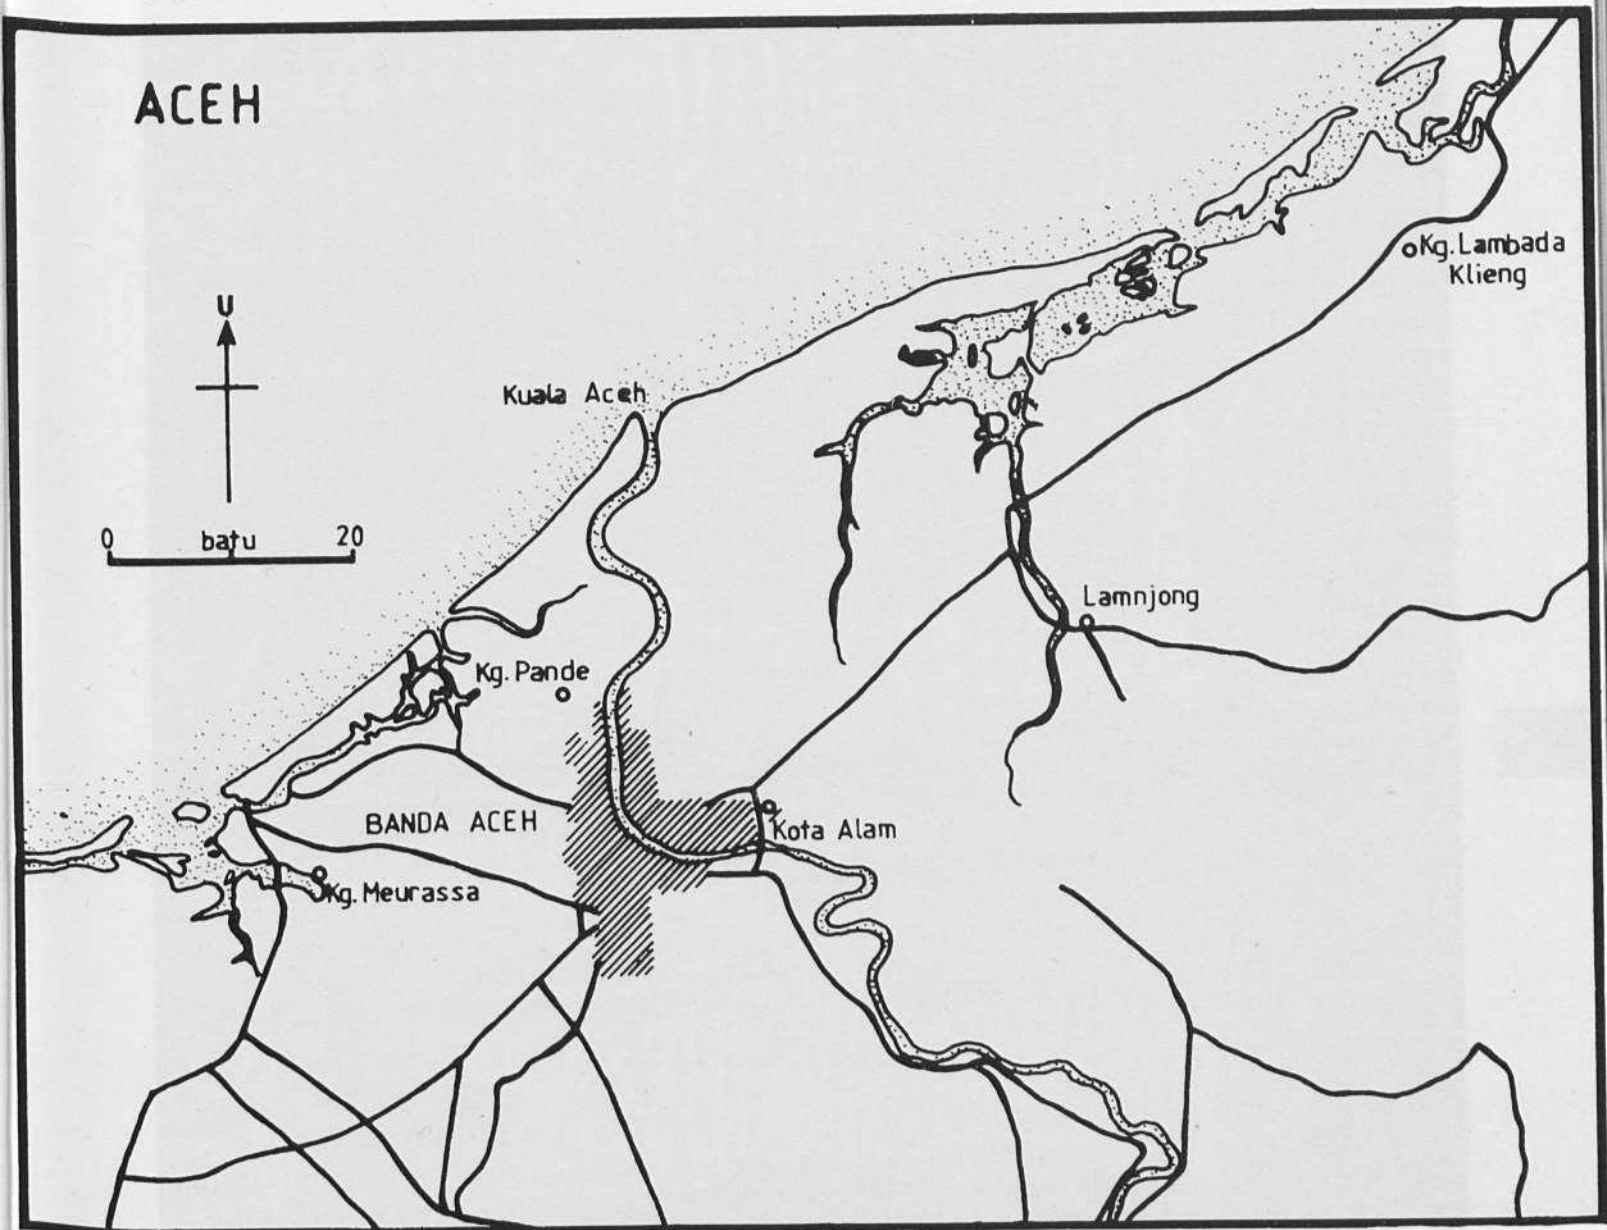 ACEH
U
0 batu 20
Kuala Aceh
Kg. Lambada
Klieng
Lamnjong
Kg. Pande
BANDA ACEH
Kota Alam
Kg. Meurassa